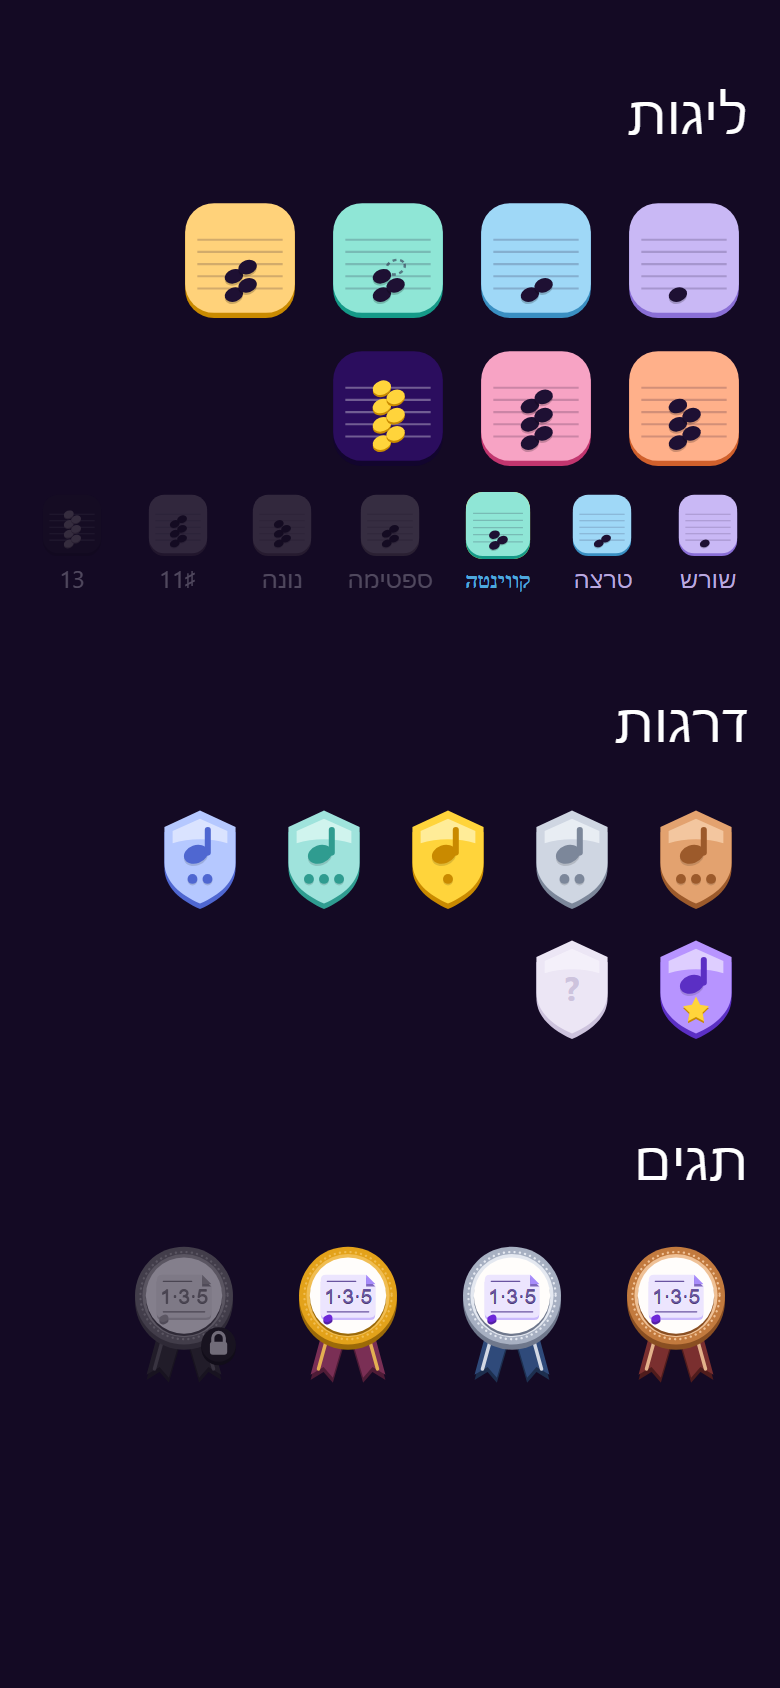 ליגות
שורש טרצה קווינטה ספטימה נונה ♯11 13
דרגות
?
תגים
1·3·5 1·3·5 1·3·5 1·3·5